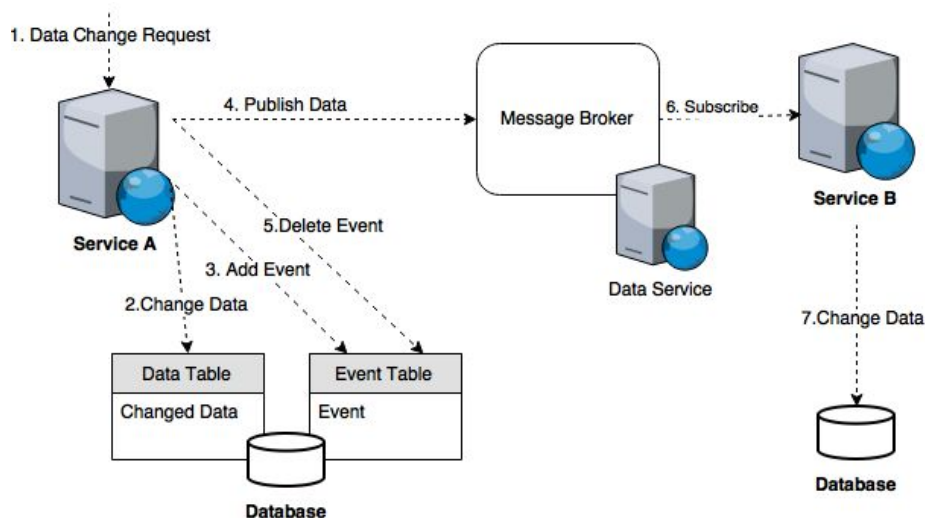 1. Data Change Request
4. Publish Data
Message Broker
6. Subscribe
Service B
Service A
5.Delete Event
3. Add Event
Data Service
2.Change Data
7.Change Data
Data Table
Event Table
Changed Data
Event
Database
Database